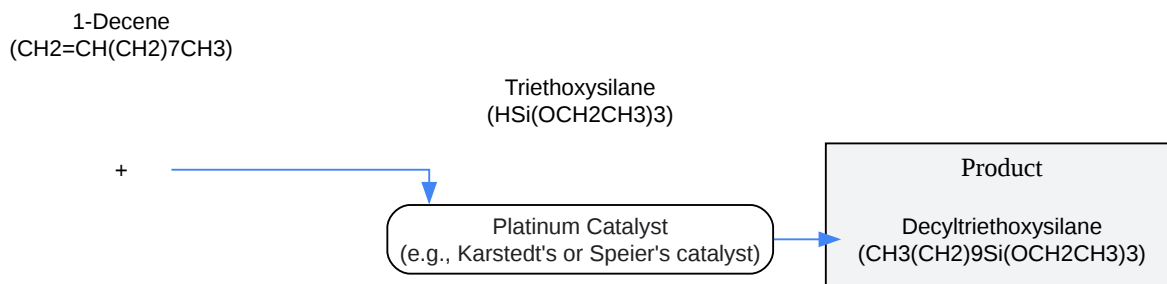 1-Decene
(CH2=CH(CH2)7CH3)
Triethoxysilane
(HSi(OCH2CH3)3)
+
Platinum Catalyst
(e.g., Karstedt's or Speier's catalyst)
Product
Decyltriethoxysilane
(CH3(CH2)9Si(OCH2CH3)3)